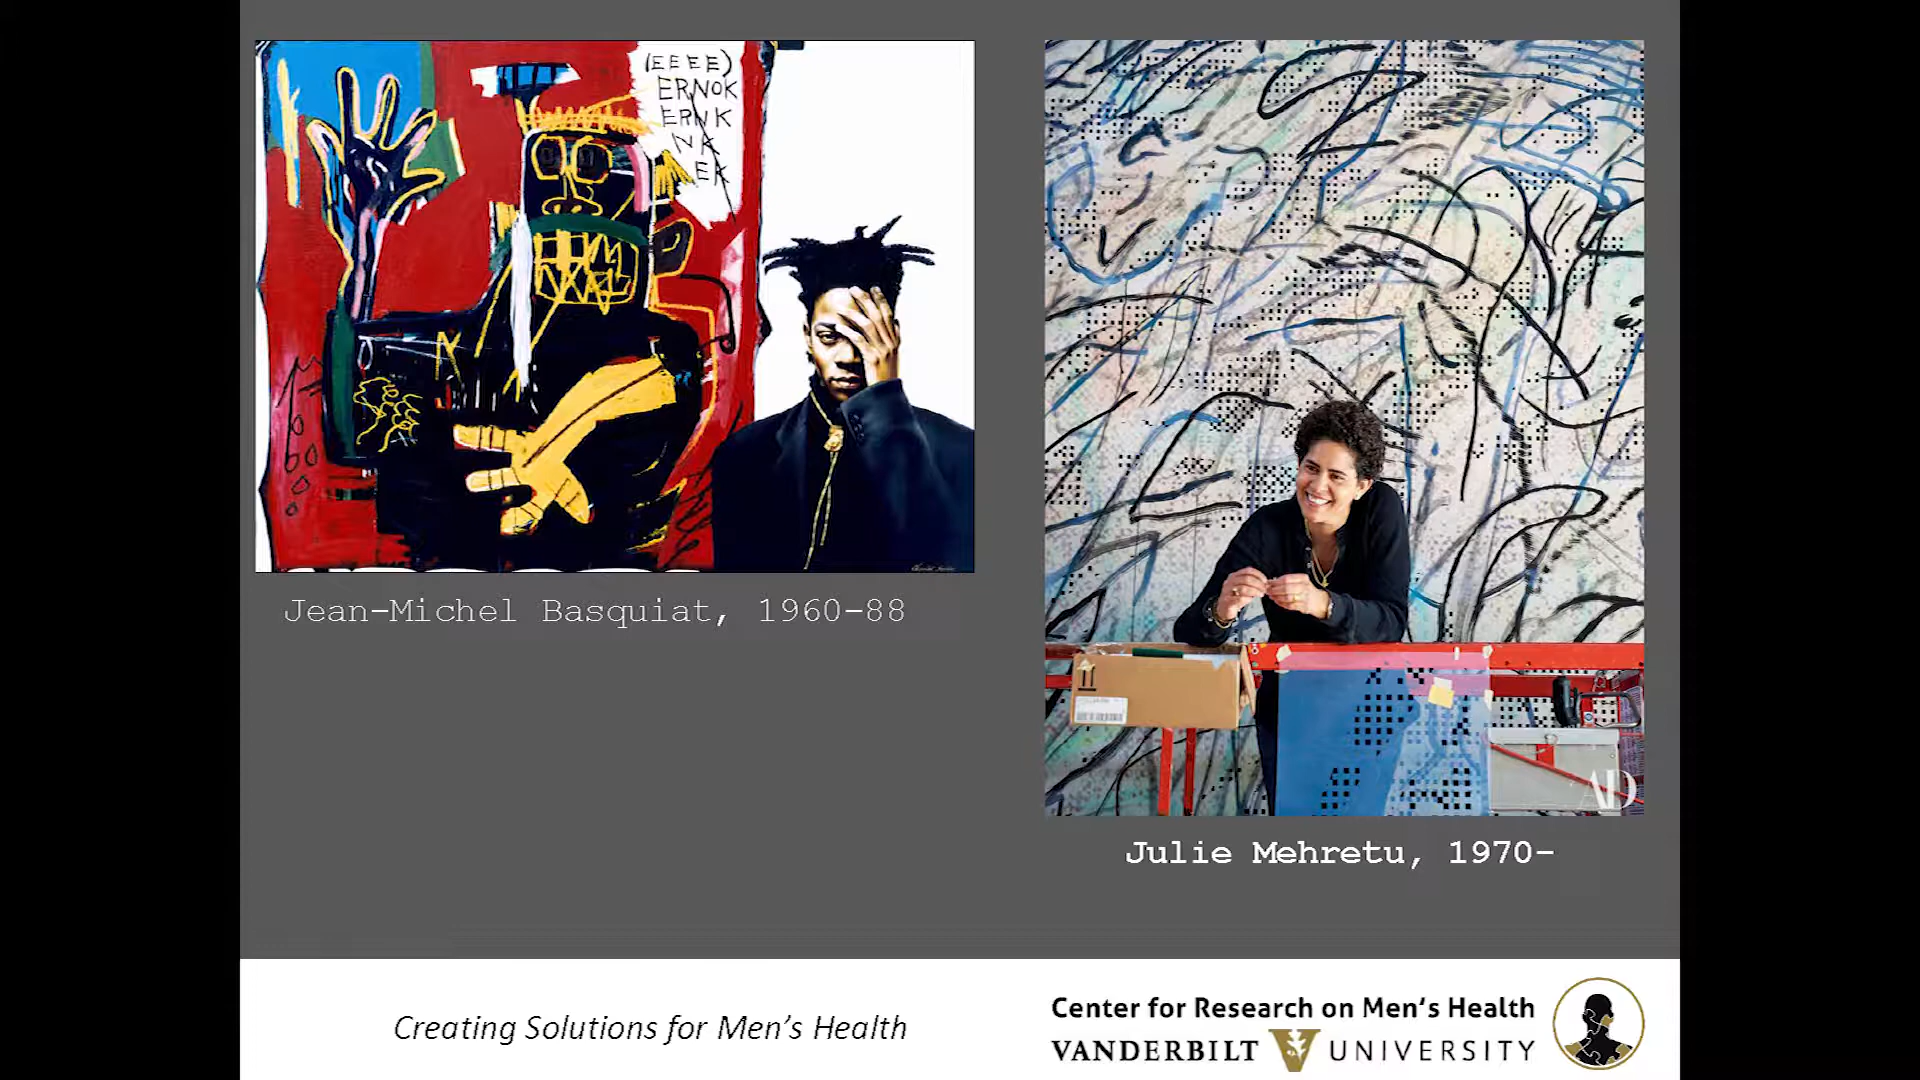 (EEEE)
ERNOK
ERNK
NK
EK
Jean-Michel Basquiat, 1960-88
AD
Julie Mehretu, 1970-
Creating Solutions for Men's Health
Center for Research on Men's Health
VANDERBILT V UNIVERSITY